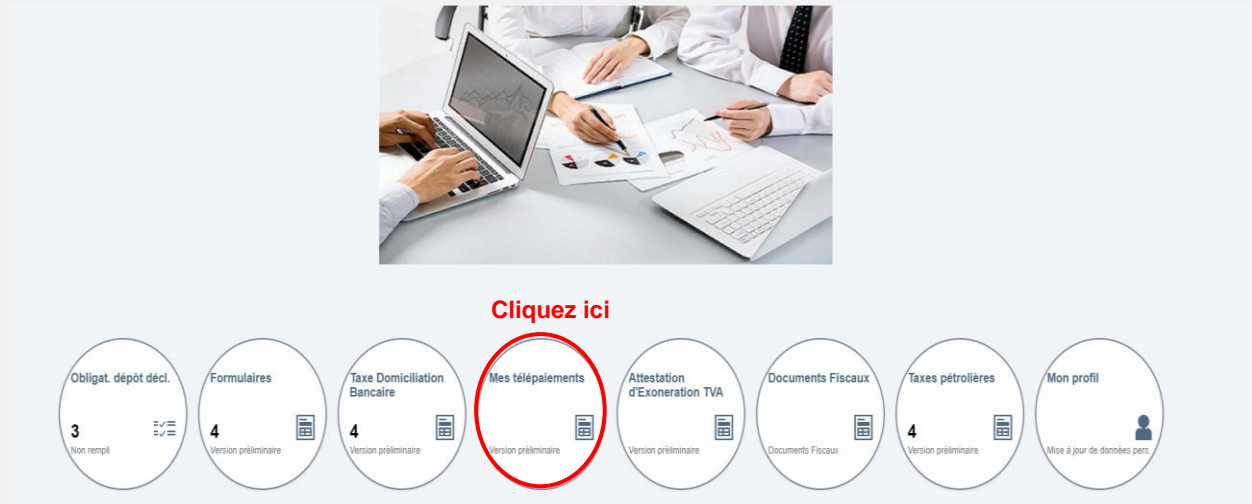 Cliquez ici
Obligat. dépôt décl.
3
Non rempli
Formulaires
4
Version préliminaire
Taxe Domiciliation
Bancaire
4
Version préliminaire
Mes télépaiements
Version préliminaire
Attestation
d'Exoneration TVA
Version préliminaire
Documents Fiscaux
Documents Fiscaux
Taxes pétrolières
4
Version préliminaire
Mon profil
Mise à jour de données pers.